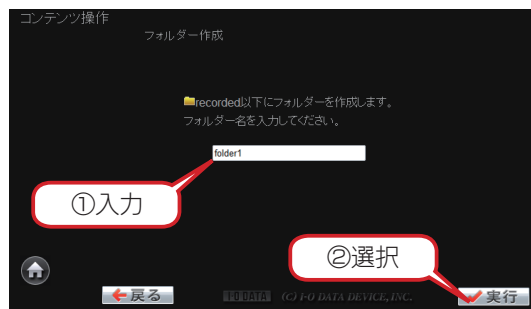 コンテンツ操作
フォルダー作成
recorded以下にフォルダーを作成します。
フォルダー名を入力してください。
folder1
①入力
②選択
戻る
I-O DATA
(C) I-O DATA DEVICE, INC.
実行